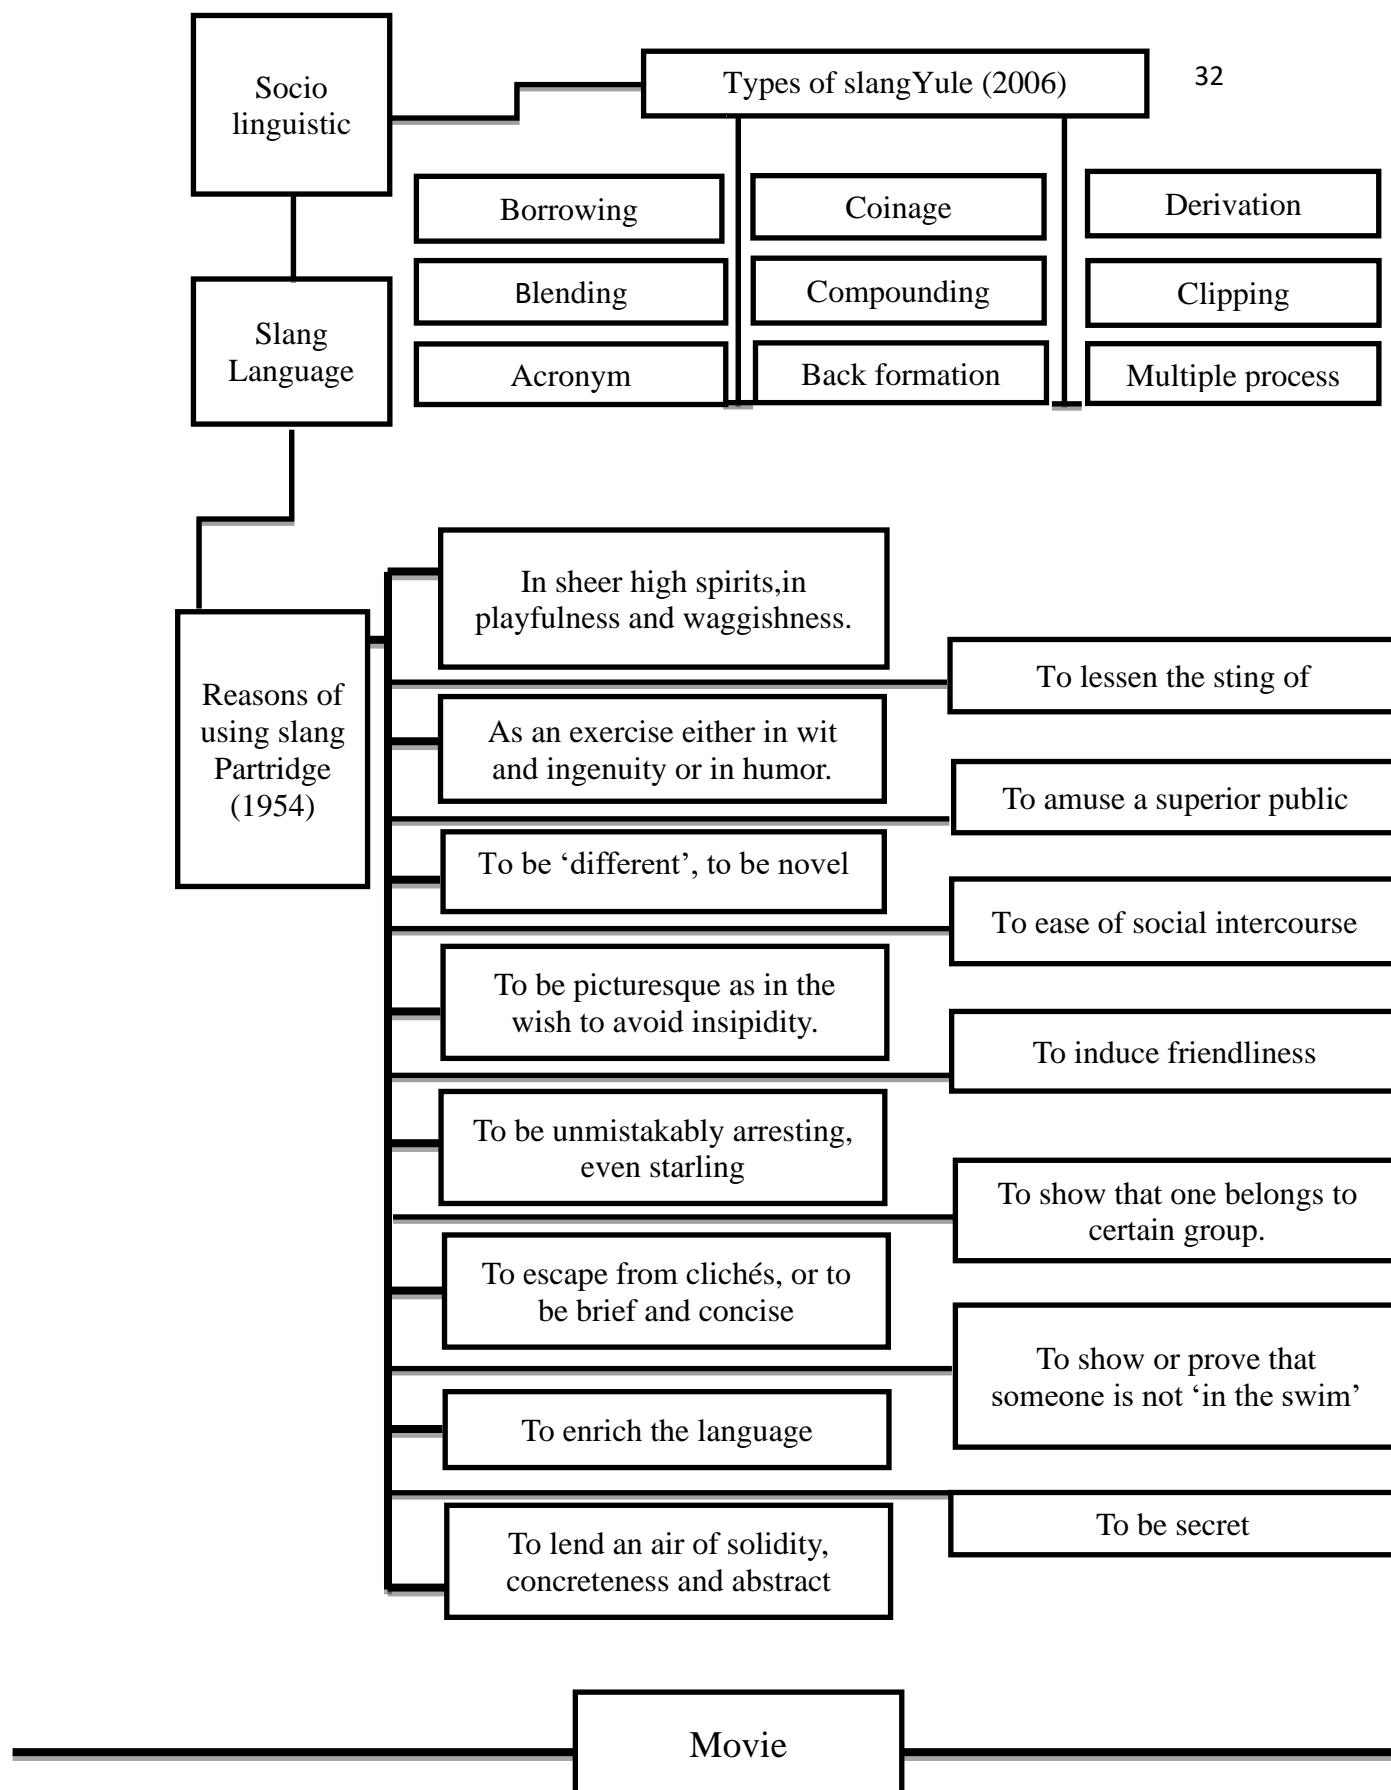 32
Socio
linguistic
Types of slangYule (2006)
Borrowing
Coinage
Derivation
Blending
Compounding
Clipping
Acronym
Back formation
Multiple process
Slang
Language
Reasons of
using slang
Partridge
(1954)
In sheer high spirits,in
playfulness and waggishness.
To lessen the sting of
As an exercise either in wit
and ingenuity or in humor.
To amuse a superior public
To be ‘different’, to be novel
To ease of social intercourse
To be picturesque as in the
wish to avoid insipidity.
To induce friendliness
To be unmistakably arresting,
even starling
To show that one belongs to
certain group.
To escape from clichés, or to
be brief and concise
To show or prove that
someone is not ‘in the swim’
To enrich the language
To be secret
To lend an air of solidity,
concreteness and abstract
Movie